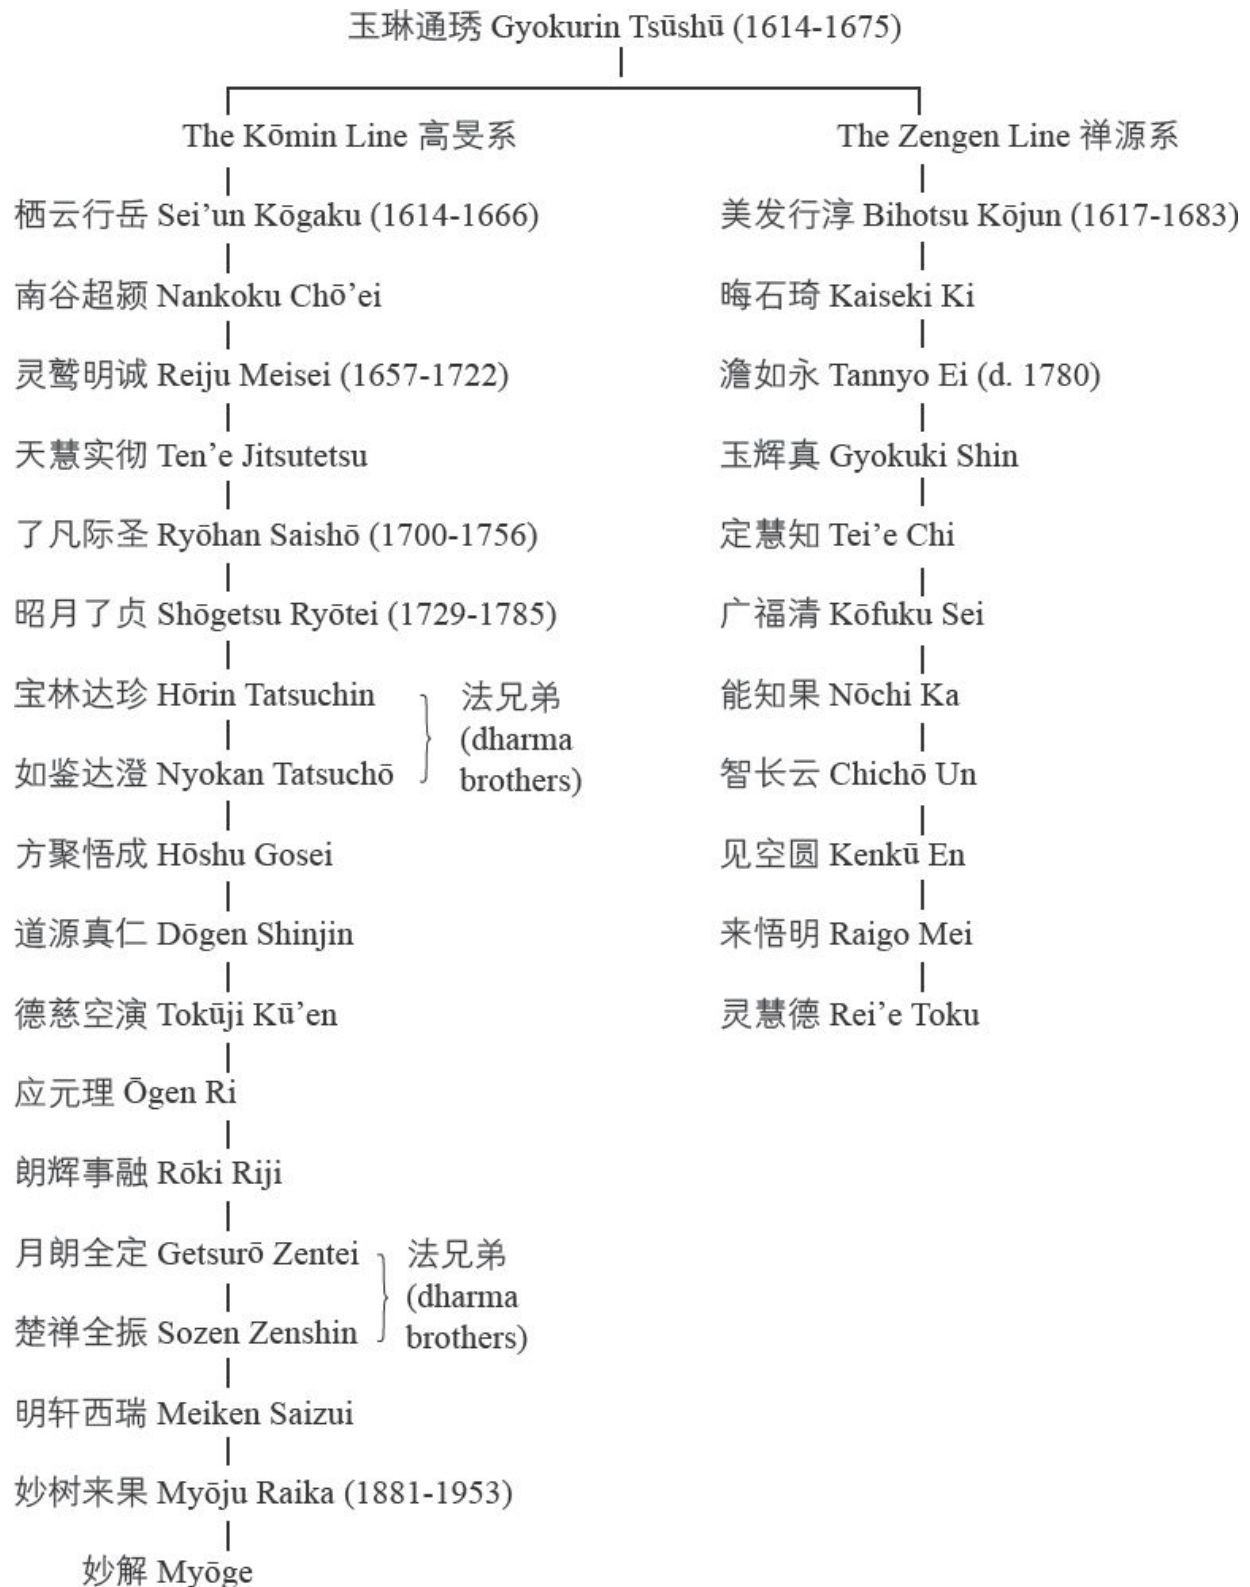 玉琳通琇 Gyokurin Tsūshū (1614-1675)
The Kōmin Line 高旻系
栖云行岳 Sei’un Kōgaku (1614-1666)
南谷超颍 Nankoku Chō’ei
灵鹫明诚 Reiju Meisei (1657-1722)
天慧实彻 Ten’e Jitsutetsu
了凡际圣 Ryōhan Saishō (1700-1756)
昭月了贞 Shōgetsu Ryōtei (1729-1785)
宝林达珍 Hōrin Tatsuchin
如鉴达澄 Nyokan Tatsuchō
法兄弟
(dharma
brothers)
方聚悟成 Hōshu Gosei
道源真仁 Dōgen Shinjin
德慈空演 Tokūji Kū’en
应元理 Ōgen Ri
朗辉事融 Rōki Riji
月朗全定 Getsurō Zentei
楚禅全振 Sozen Zenshin
法兄弟
(dharma
brothers)
明轩西瑞 Meiken Saizui
妙树来果 Myōju Raika (1881-1953)
妙解 Myōge
The Zengen Line 禅源系
美发行淳 Bihotsu Kōjun (1617-1683)
晦石琦 Kaiseki Ki
澹如永 Tannyo Ei (d. 1780)
玉辉真 Gyokuki Shin
定慧知 Tei’e Chi
广福清 Kōfuku Sei
能知果 Nōchi Ka
智长云 Chichō Un
见空圆 Kenkū En
来悟明 Raigo Mei
灵慧德 Rei’e Toku